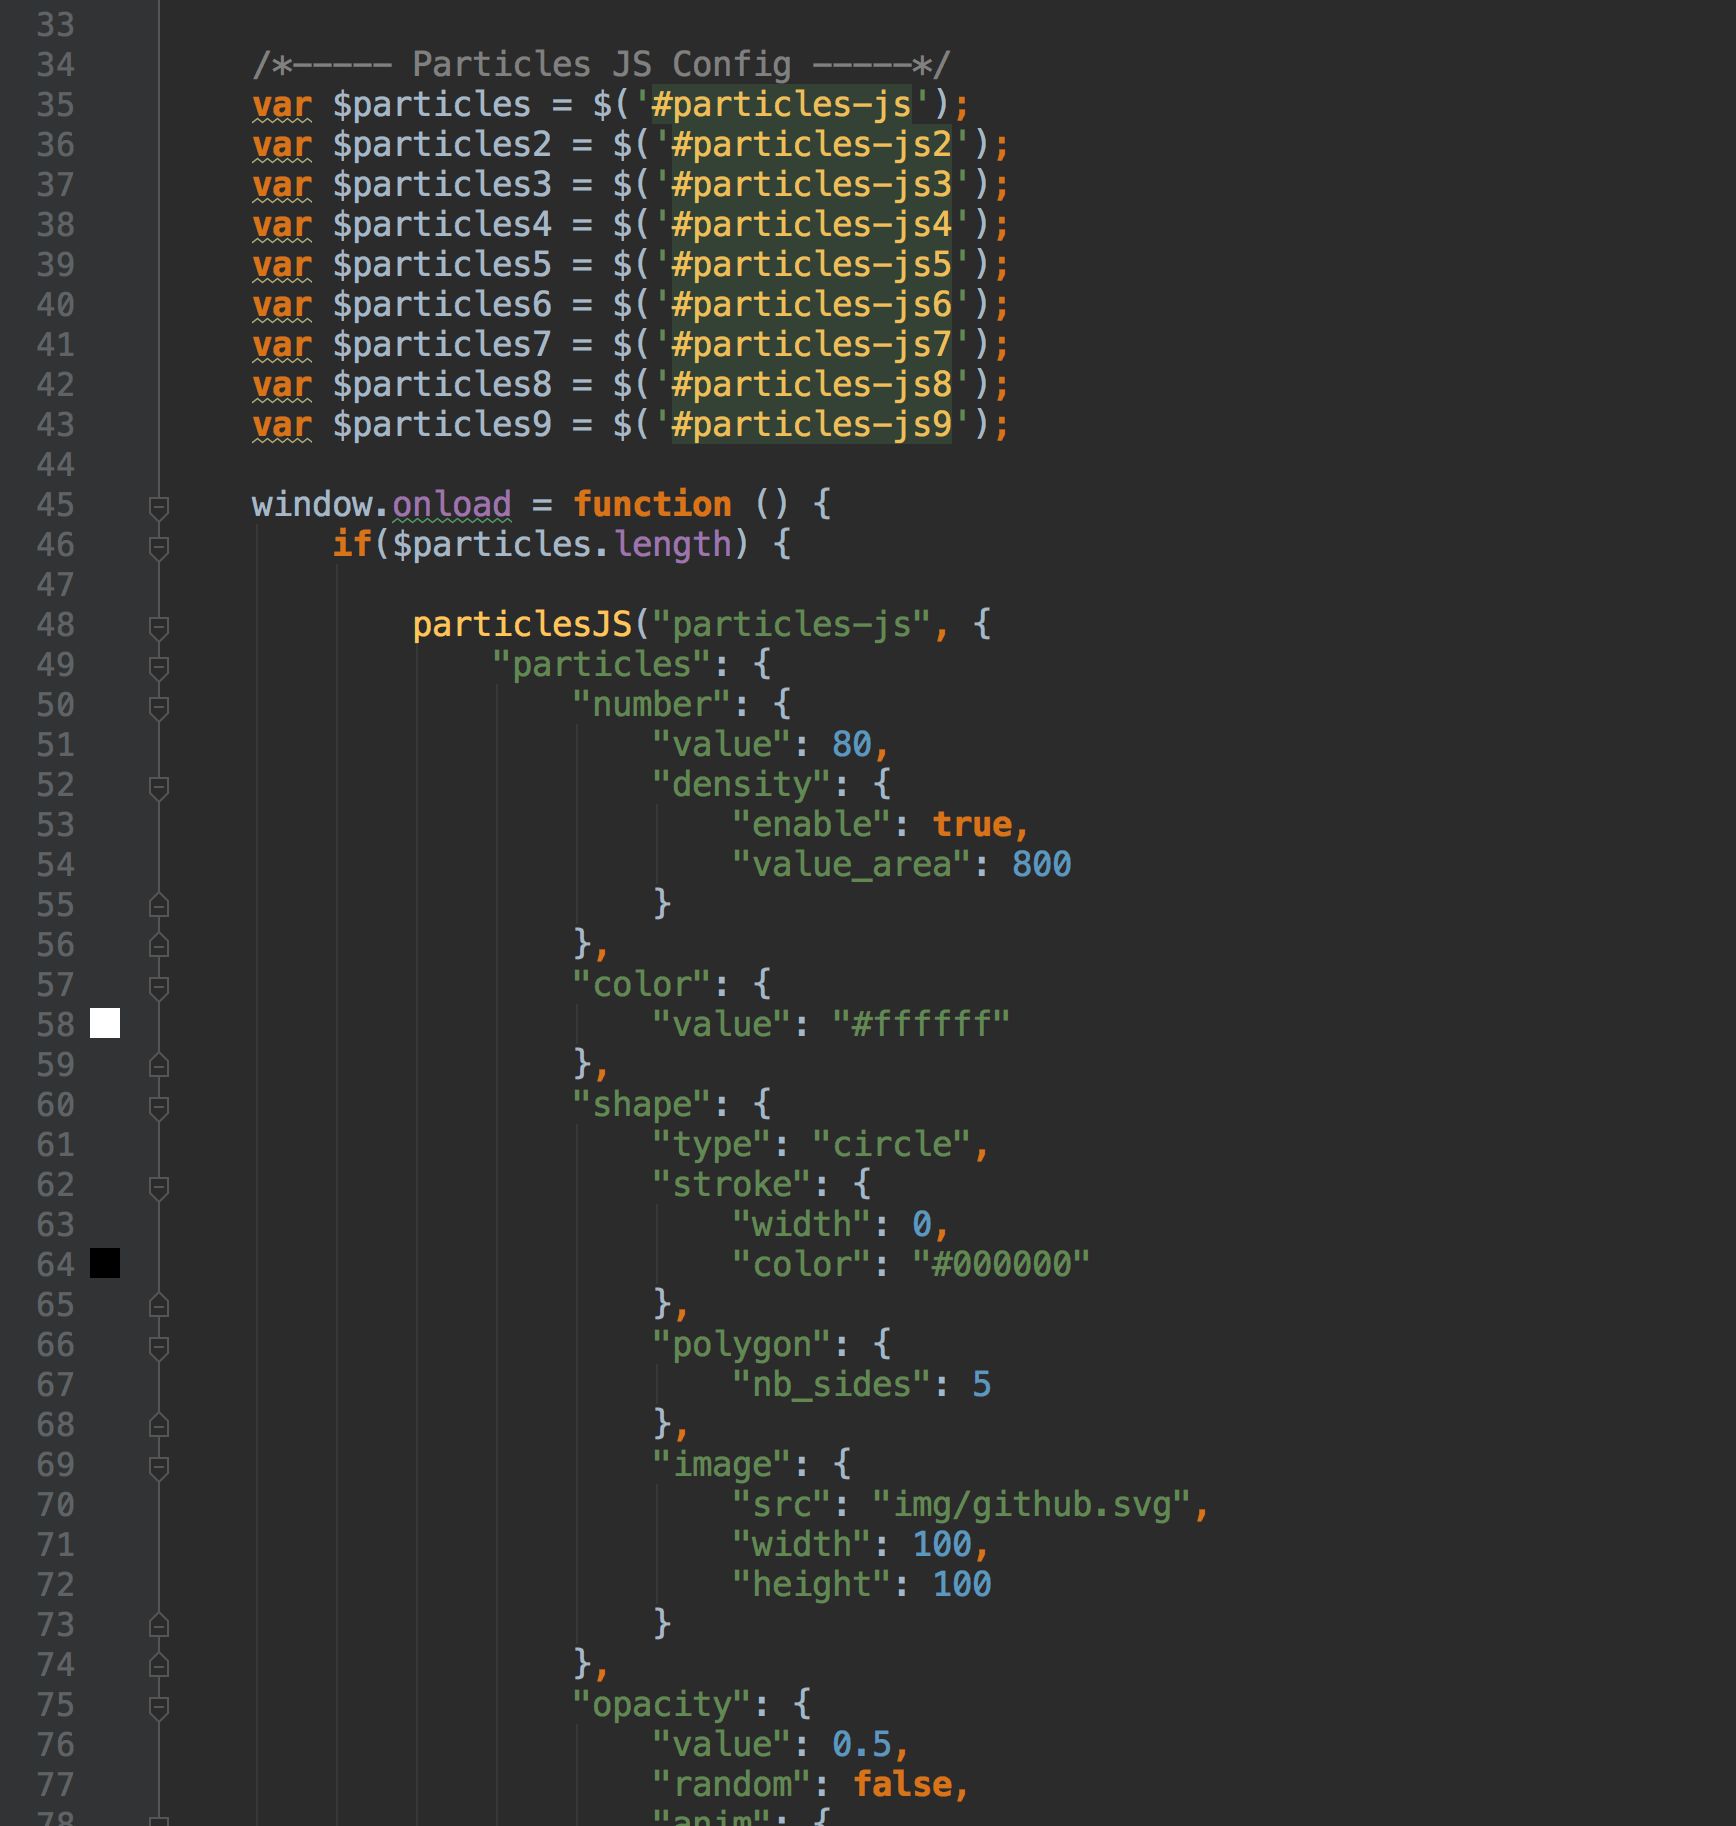 33
34 /*----- Particles JS Config -----*/
35 var $particles = $('#particles-js');
36 var $particles2 = $('#particles-js2');
37 var $particles3 = $('#particles-js3');
38 var $particles4 = $('#particles-js4');
39 var $particles5 = $('#particles-js5');
40 var $particles6 = $('#particles-js6');
41 var $particles7 = $('#particles-js7');
42 var $particles8 = $('#particles-js8');
43 var $particles9 = $('#particles-js9');
44
45 window.onload = function () {
46 if($particles.length) {
47
48 particlesJS("particles-js", {
49 "particles": {
50 "number": {
51 "value": 80,
52 "density": {
53 "enable": true,
54 "value_area": 800
55 }
56 },
57 "color": {
58 "value": "#ffffff"
59 },
60 "shape": {
61 "type": "circle",
62 "stroke": {
63 "width": 0,
64 "color": "#000000"
65 },
66 "polygon": {
67 "nb_sides": 5
68 },
69 "image": {
70 "src": "img/github.svg",
71 "width": 100,
72 "height": 100
73 }
74 },
75 "opacity": {
76 "value": 0.5,
77 "random": false,
78 "anim": {